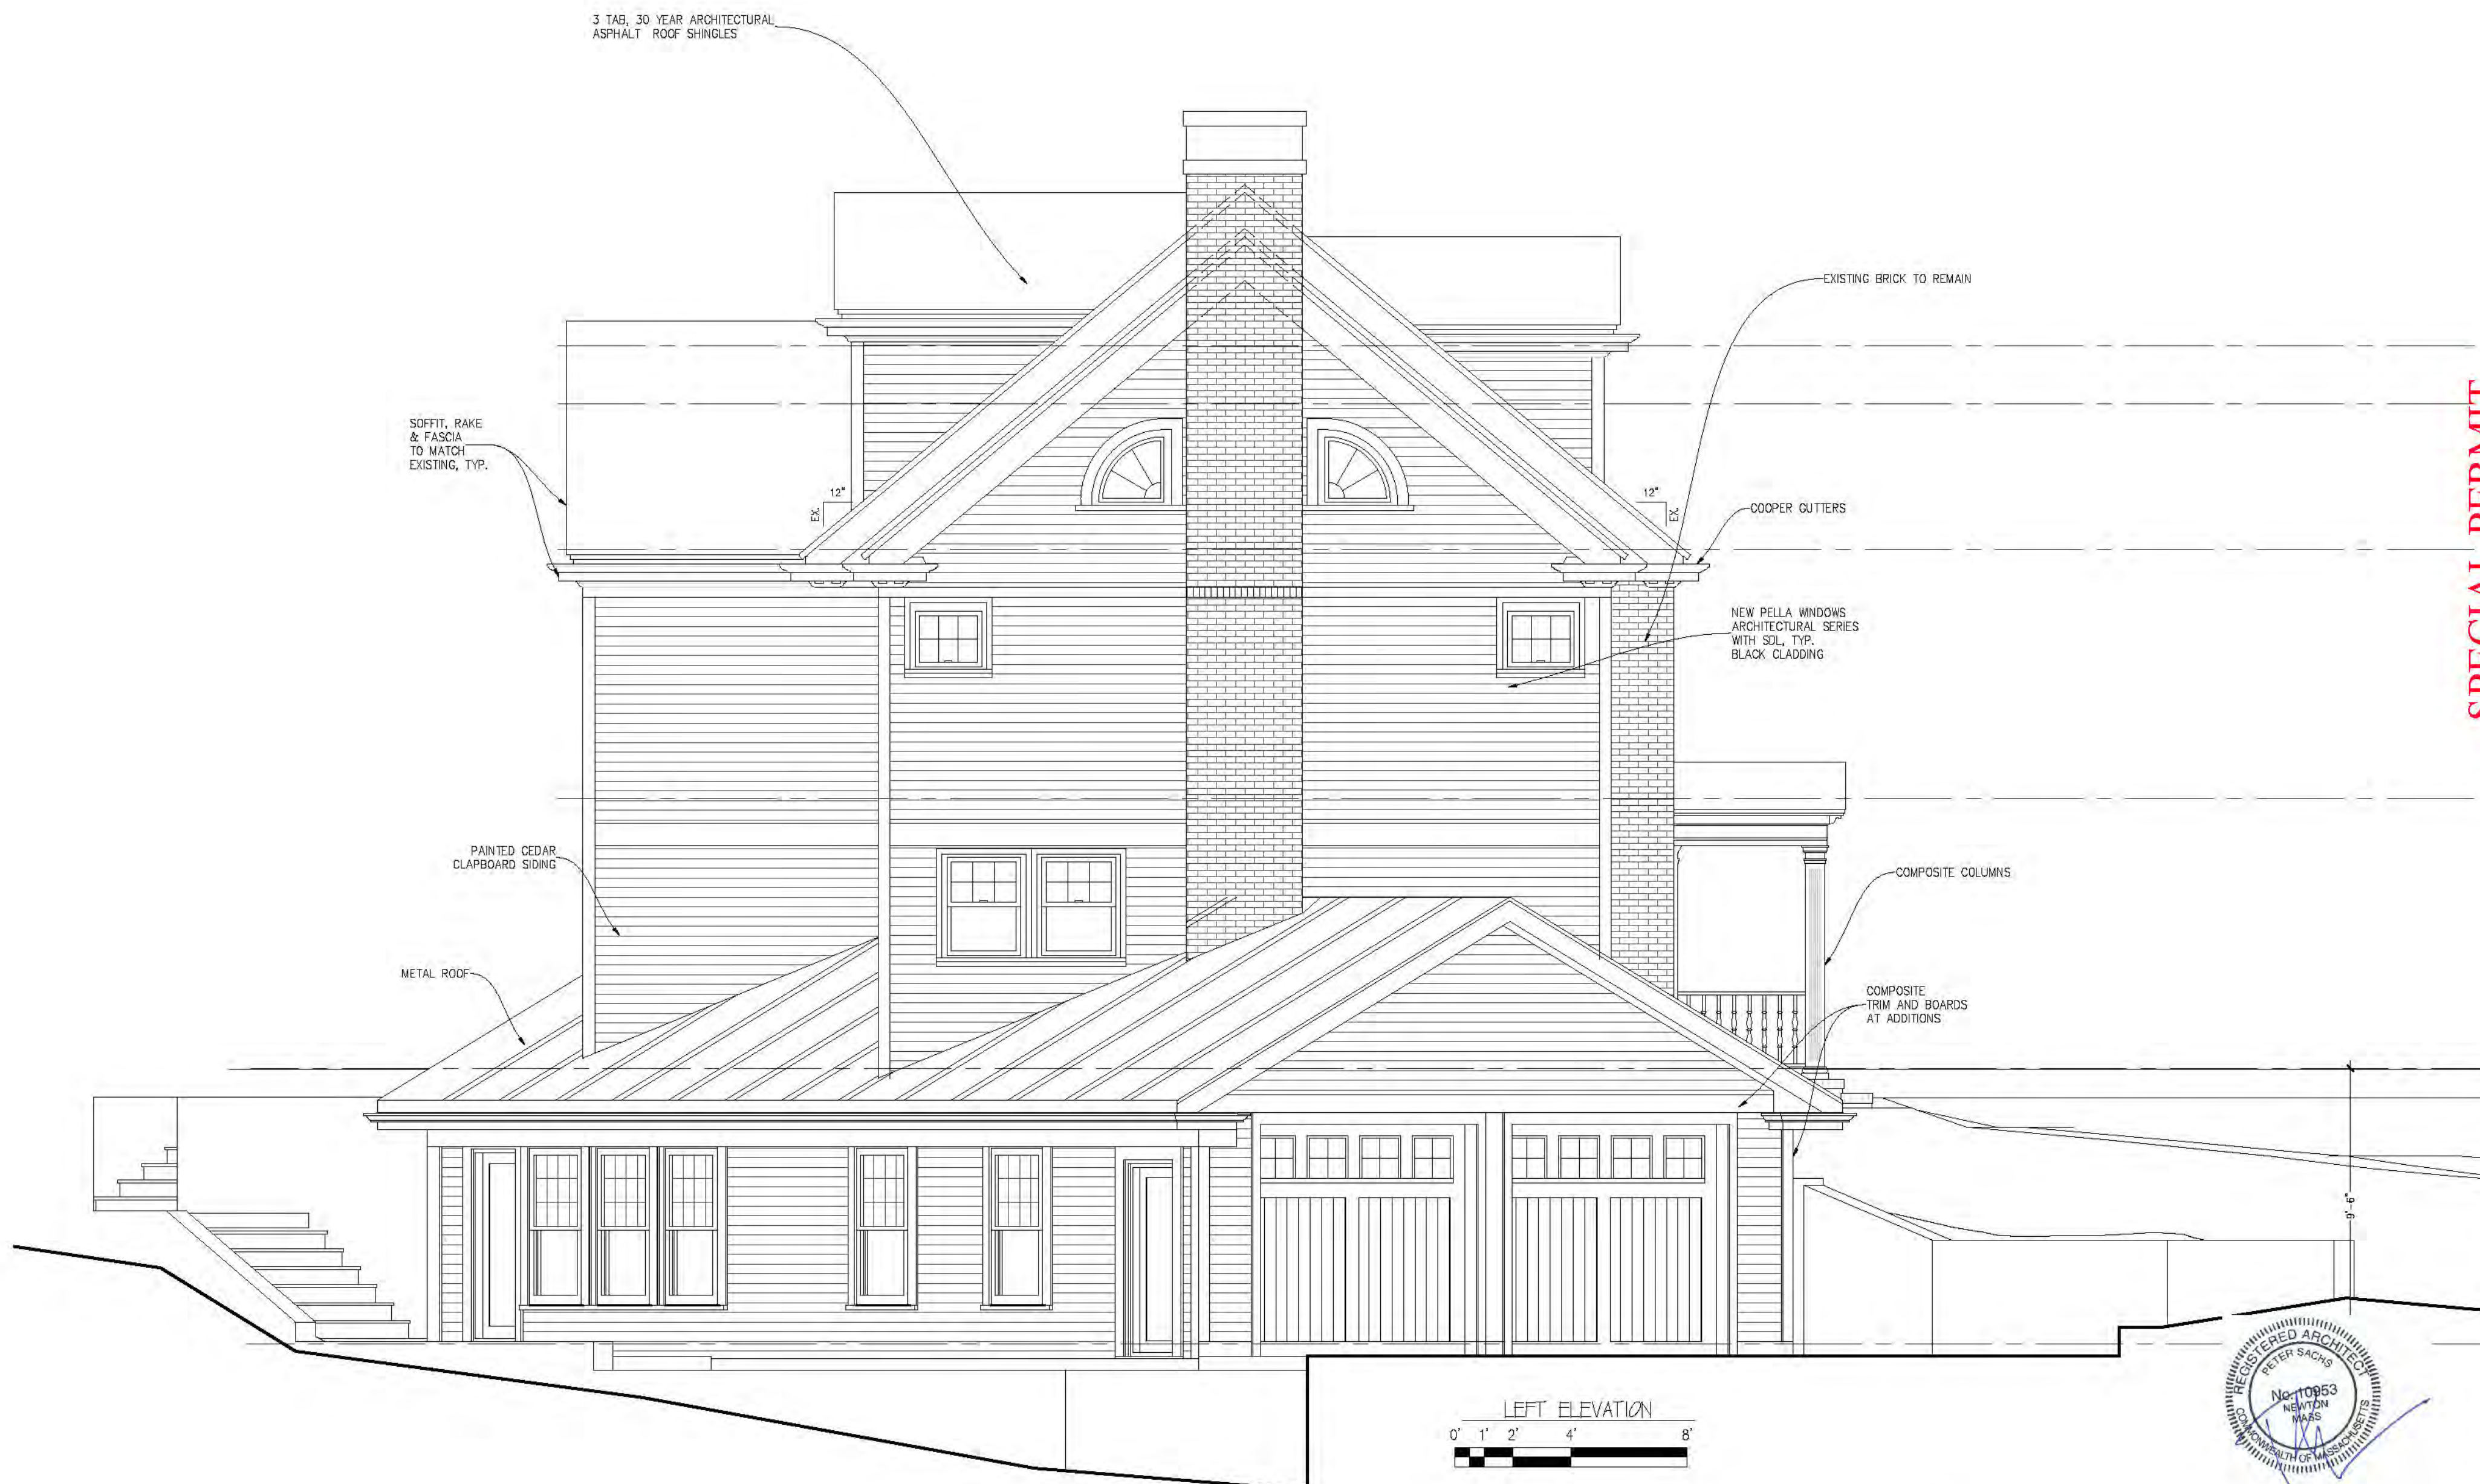 3 TAB, 30 YEAR ARCHITECTURAL
ASPHALT ROOF SHINGLES
EXISTING BRICK TO REMAIN
SOFFIT, RAKE
& FASCIA
TO MATCH
EXISTING, TYP.
12"
EX.
12"
EX.
COOPER GUTTERS
NEW PELLA WINDOWS
ARCHITECTURAL SERIES
WITH SDL, TYP.
BLACK CLADDING
SPECIAL PERMIT
PAINTED CEDAR
CLAPBOARD SIDING
COMPOSITE COLUMNS
METAL ROOF
COMPOSITE
TRIM AND BOARDS
AT ADDITIONS
9'-6"
LEFT ELEVATION
0' 1' 2' 4' 8'
REGISTERED ARCHITECT
PETER SACHS
No. 10953
NEWTON
MASS
COMMONWEALTH OF MASSACHUSETTS